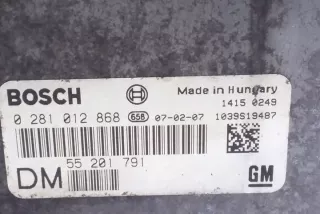 BOSCH
Made in Hungary
1415 0249
0 281 012 868 658 07-02-07 1039S19487
55 201 791
DM
GM